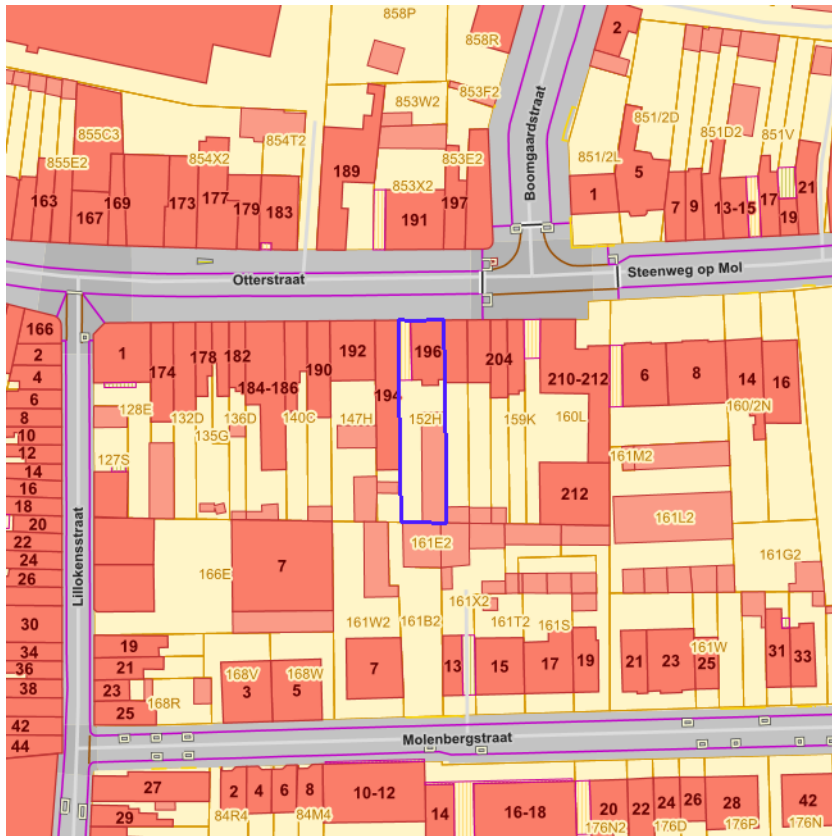 858P
2
858R
Boomgaardstraat
853W2
853F2
855C3
854T2
851/2D
851D2
851V
855E2
854X2
853E2
851/2L
189
853X2
5
1
163
167
169
173
177
179
183
191
197
7
9
13-15
17
19
21
Otterstraat
Steenweg op Mol
166
2
4
6
8
10
12
14
16
18
20
22
24
26
30
34
36
38
42
44
1
174
178
182
184-186
190
192
194
196
204
210-212
6
8
14
16
128E
132D
135G
136D
140C
147H
152H
159K
160L
160/2N
127S
161M2
212
161L2
Lillokensstraat
166E
7
161E2
161G2
161W2
161B2
161X2
161T2
161S
161W
19
21
23
25
168R
168V
3
168W
5
7
13
15
17
19
21
23
25
31
33
Molenbergstraat
27
29
2
4
6
8
84R4
84M4
10-12
14
16-18
20
22
24
26
28
42
176N2
176D
176P
176N